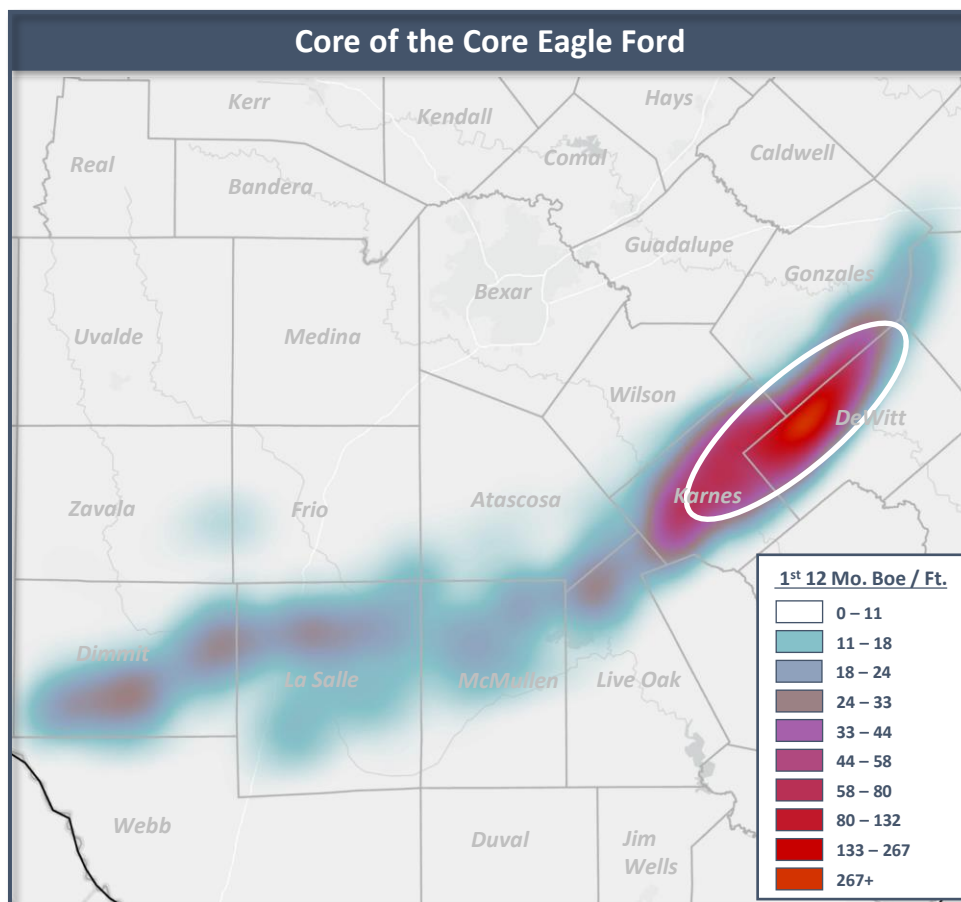 Core of the Core Eagle Ford
Kerr
Kendall
Hays
Real
Bandera
Comal
Caldwell
Guadalupe
Gonzales
Bexar
Uvalde
Medina
Wilson
DeWitt
Zavala
Frio
Atascosa
Karnes
Dimmit
La Salle
McMullen
Live Oak
Webb
Duval
Jim
Wells
1st 12 Mo. Boe / Ft.
0 – 11
11 – 18
18 – 24
24 – 33
33 – 44
44 – 58
58 – 80
80 – 132
133 – 267
267+